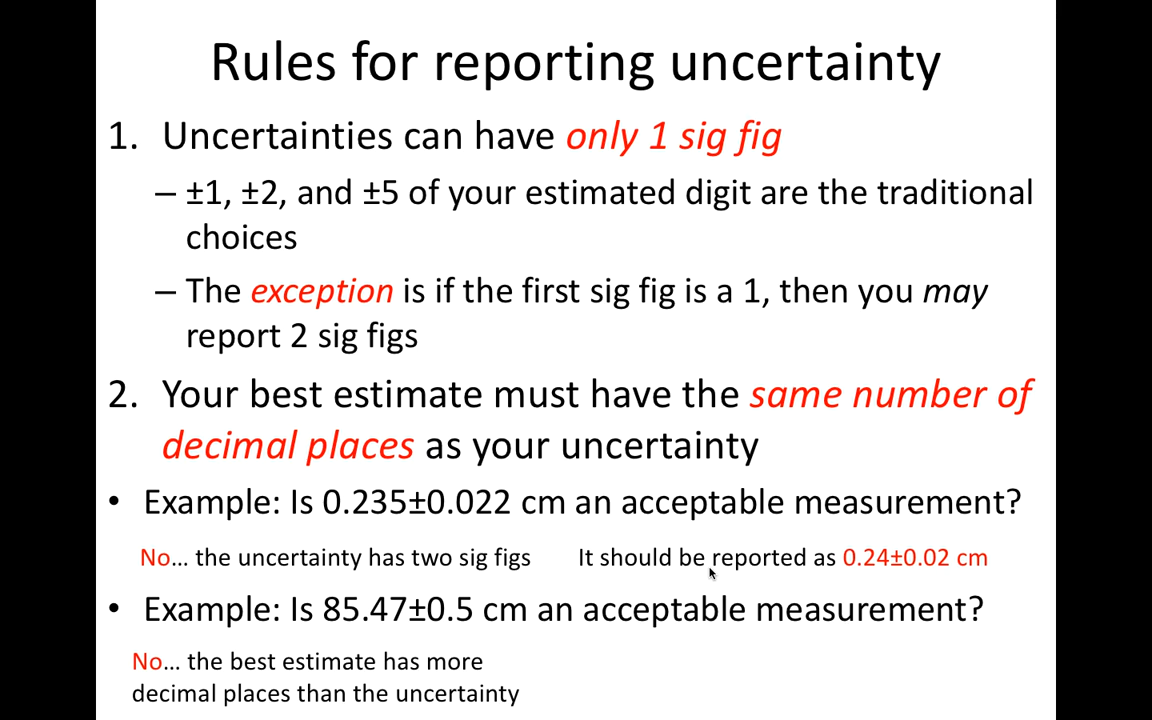 Rules for reporting uncertainty
1. Uncertainties can have only 1 sig fig
– ±1, ±2, and ±5 of your estimated digit are the traditional
choices
– The exception is if the first sig fig is a 1, then you may
report 2 sig figs
2. Your best estimate must have the same number of
decimal places as your uncertainty
• Example: Is 0.235±0.022 cm an acceptable measurement?
No… the uncertainty has two sig figs It should be reported as 0.24±0.02 cm
• Example: Is 85.47±0.5 cm an acceptable measurement?
No… the best estimate has more
decimal places than the uncertainty